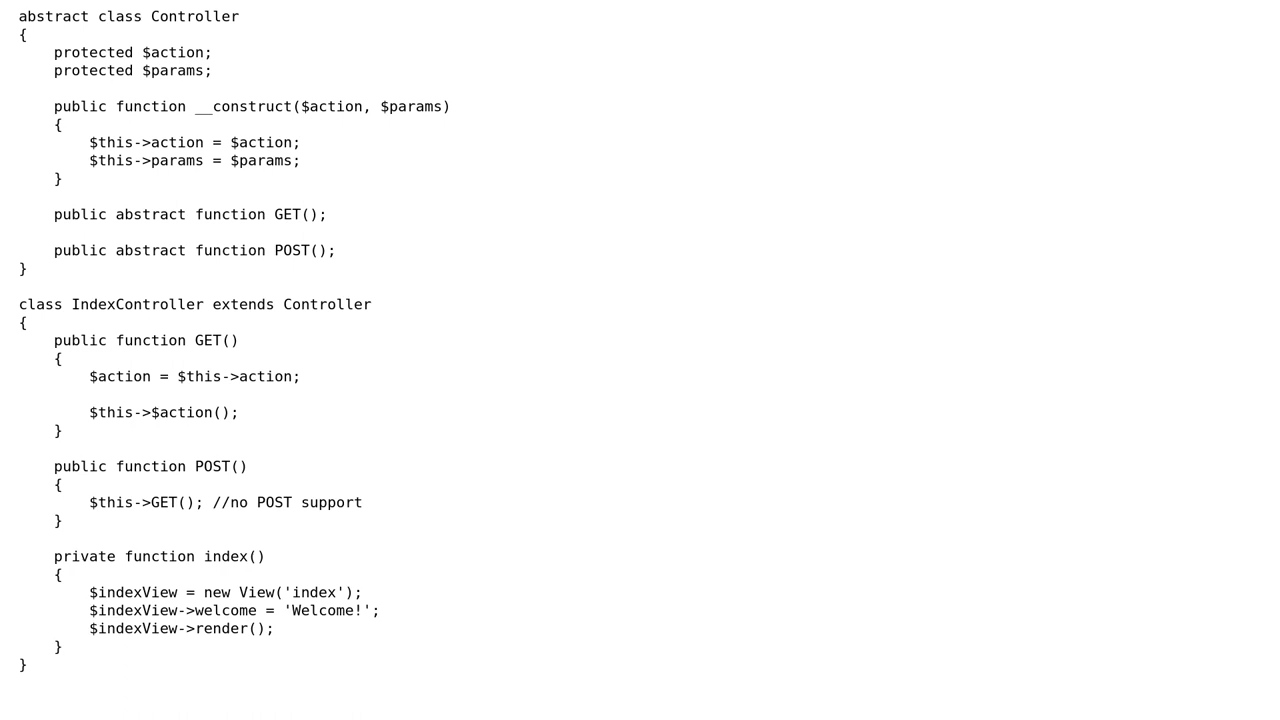 abstract class Controller
{
    protected $action;
    protected $params;

    public function __construct($action, $params)
    {
        $this->action = $action;
        $this->params = $params;
    }

    public abstract function GET();

    public abstract function POST();
}

class IndexController extends Controller
{
    public function GET()
    {
        $action = $this->action;

        $this->$action();
    }

    public function POST()
    {
        $this->GET(); //no POST support
    }

    private function index()
    {
        $indexView = new View('index');
        $indexView->welcome = 'Welcome!';
        $indexView->render();
    }
}